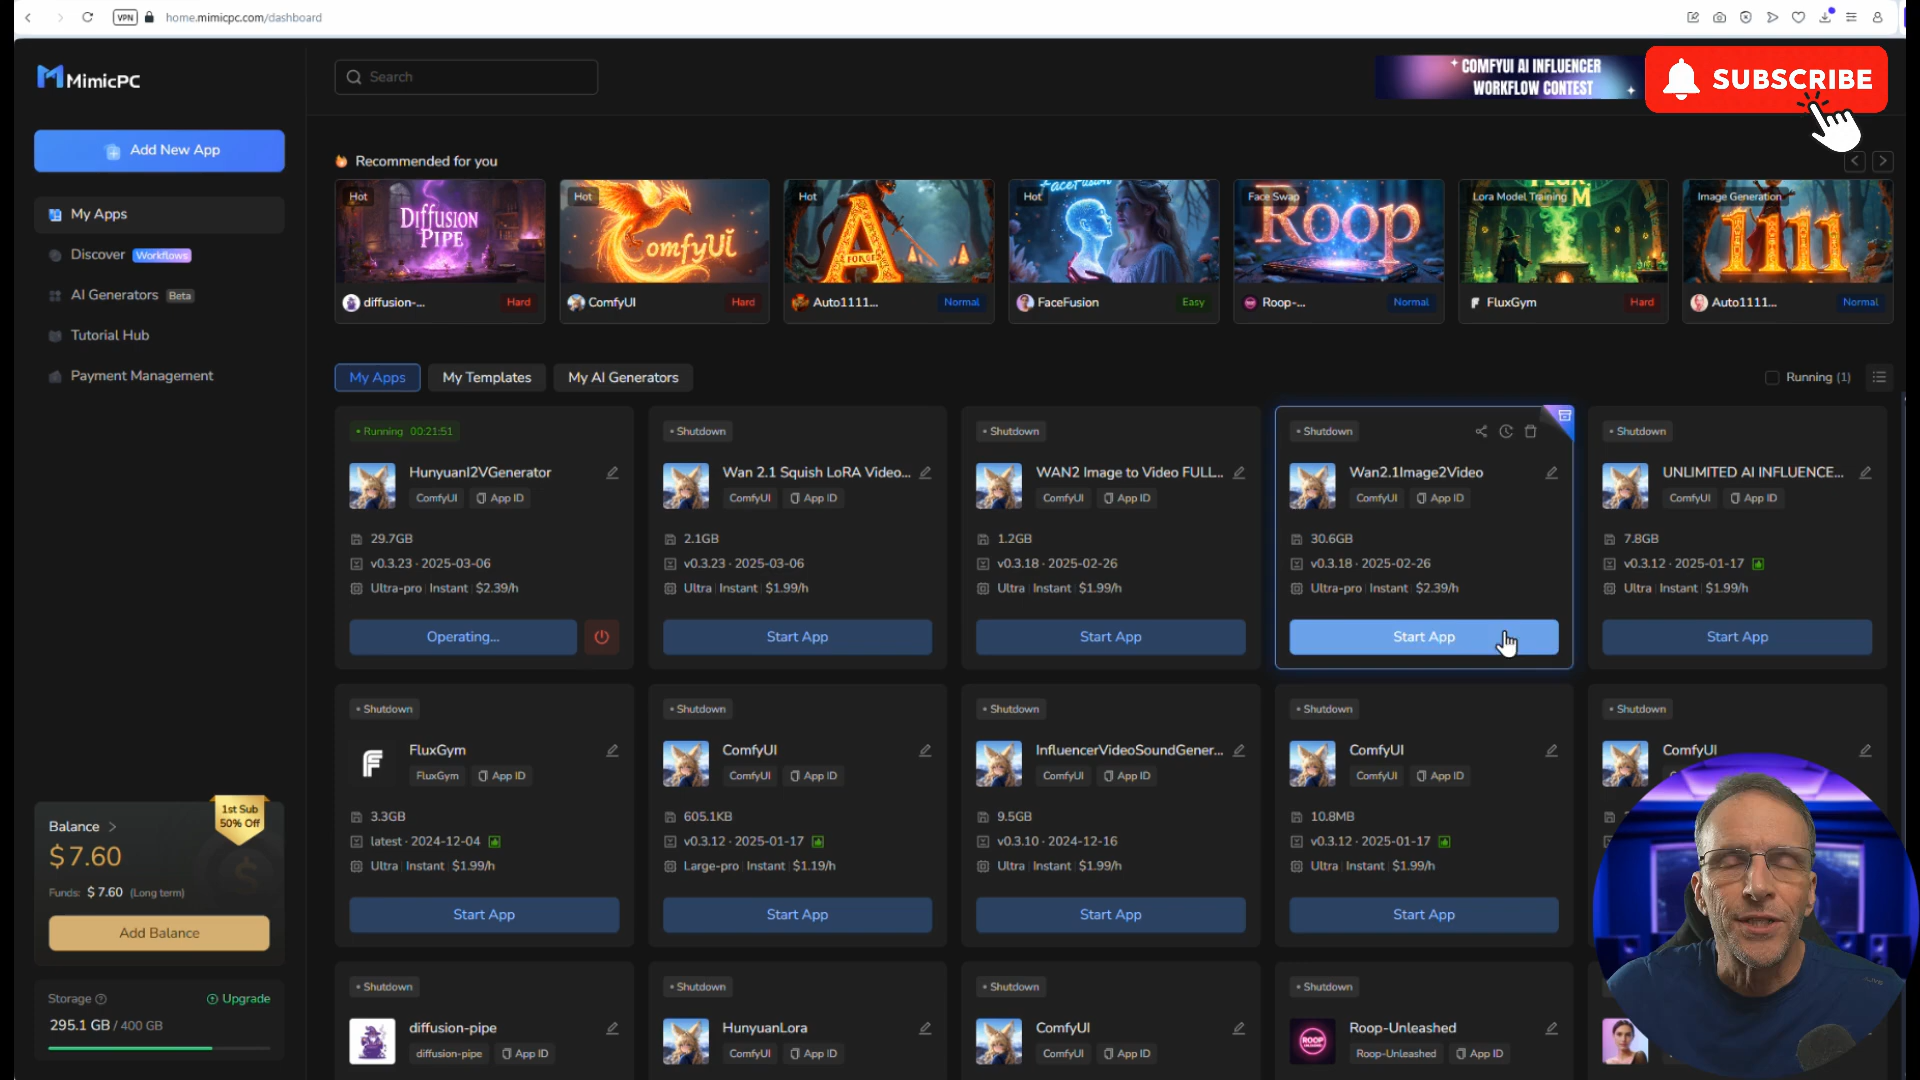 VPN
home.mimicpc.com/dashboard
MimicPC
Search
COMFYUI AI INFLUENCER
WORKFLOW CONTEST
SUBSCRIBE
Add New App
My Apps
Discover Workflows
AI Generators Beta
Tutorial Hub
Payment Management
Recommended for you
Hot
DIFFUSION
PIPE
diffusion-... Hard
Hot
ComfyUI
ComfyUI Hard
Hot
A
FORGE
Auto1111... Normal
Hot
FaceFusion
FaceFusion Easy
Face Swap
ROOP
Roop-... Normal
Lora Model Training
FluxGym Hard
Image Generation
1111
Auto1111... Normal
My Apps
My Templates
My AI Generators
Running (1)
Running 00:21:51
HunyuanI2VGenerator
ComfyUI App ID
29.7GB
v0.3.23 · 2025-03-06
Ultra-pro Instant $2.39/h
Operating...
Shutdown
Wan 2.1 Squish LoRA Video...
ComfyUI App ID
2.1GB
v0.3.23 · 2025-03-06
Ultra Instant $1.99/h
Start App
Shutdown
WAN2 Image to Video FULL...
ComfyUI App ID
1.2GB
v0.3.18 · 2025-02-26
Ultra Instant $1.99/h
Start App
Shutdown
Wan2.1Image2Video
ComfyUI App ID
30.6GB
v0.3.18 · 2025-02-26
Ultra-pro Instant $2.39/h
Start App
Shutdown
UNLIMITED AI INFLUENCE...
ComfyUI App ID
7.8GB
v0.3.12 · 2025-01-17
Ultra Instant $1.99/h
Start App
Shutdown
FluxGym
FluxGym App ID
3.3GB
latest · 2024-12-04
Ultra Instant $1.99/h
Start App
Shutdown
ComfyUI
ComfyUI App ID
605.1KB
v0.3.12 · 2025-01-17
Large-pro Instant $1.19/h
Start App
Shutdown
InfluencerVideoSoundGener...
ComfyUI App ID
9.5GB
v0.3.10 · 2024-12-16
Ultra Instant $1.99/h
Start App
Shutdown
ComfyUI
ComfyUI App ID
10.8MB
v0.3.12 · 2025-01-17
Ultra Instant $1.99/h
Start App
Shutdown
ComfyUI
Shutdown
diffusion-pipe
diffusion-pipe App ID
Shutdown
HunyuanLora
ComfyUI App ID
Shutdown
ComfyUI
ComfyUI App ID
Shutdown
ROOP
Roop-Unleashed
Roop-Unleashed App ID
1st Sub
50% Off
Balance >
$7.60
Funds: $ 7.60 (Long term)
Add Balance
Storage
Upgrade
295.1 GB / 400 GB